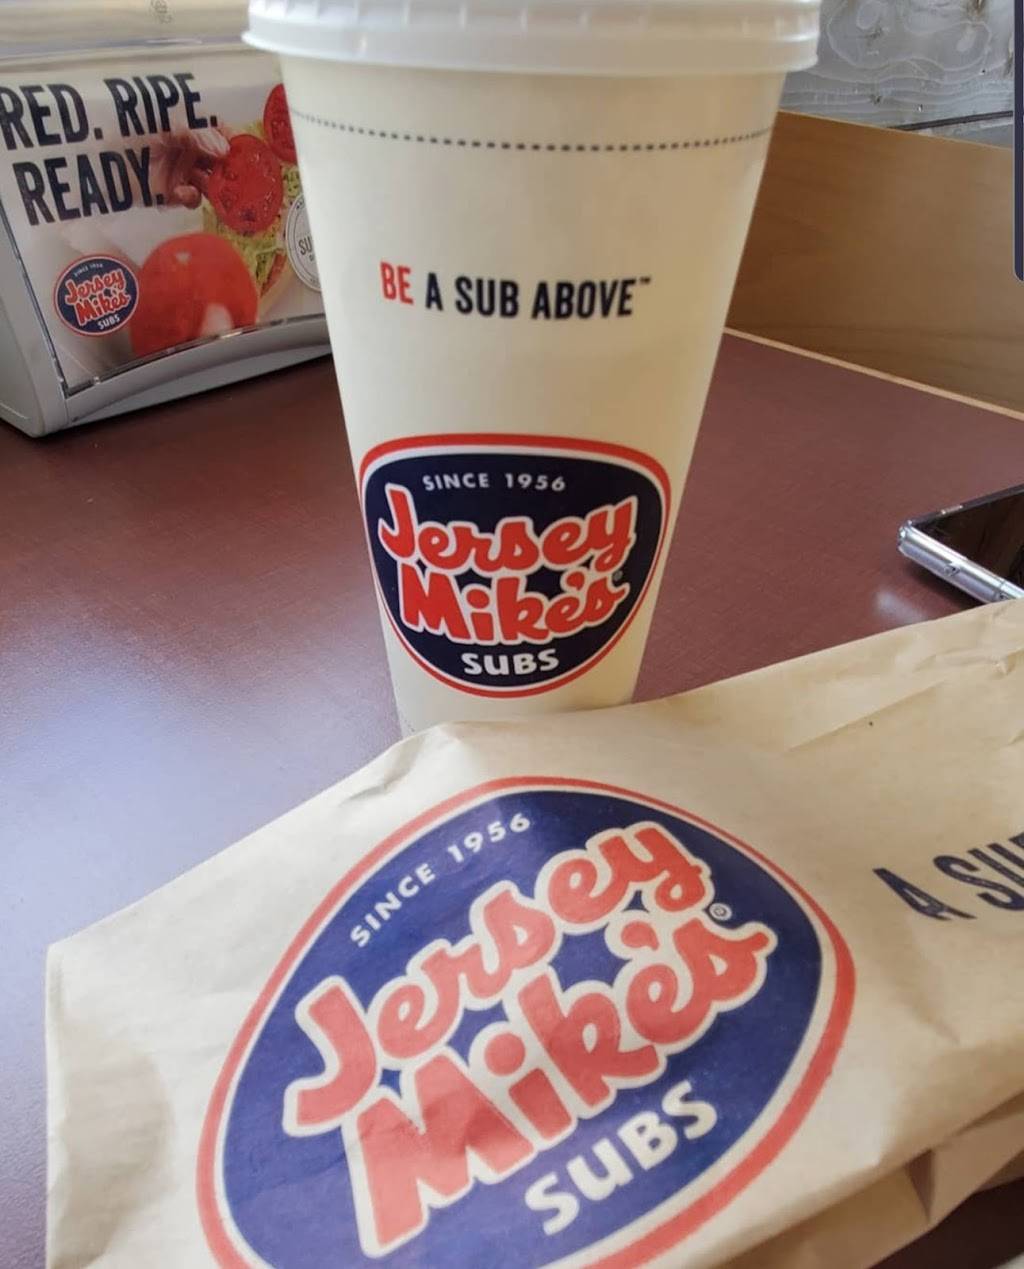 RED. RIPE.
READY.
SINCE 1956
Jersey
Mike's
SUBS
BE A SUB ABOVE™
SINCE 1956
Jersey
Mike's
SUBS
SINCE 1956
Jersey
Mike's®
SUBS
A SU